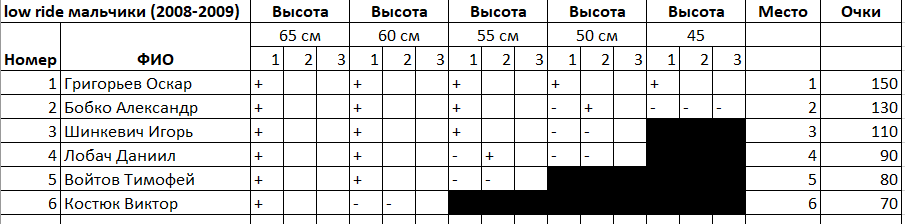 low ride мальчики (2008-2009) Высота Высота Высота Высота Высота Место Очки
65 см 60 см 55 см 50 см 45
Номер ФИО 1 2 3 1 2 3 1 2 3 1 2 3 1 2 3
1 Григорьев Оскар + + + + + 1 150
2 Бобко Александр + + + - + - - - 2 130
3 Шинкевич Игорь + + + - - 3 110
4 Лобач Даниил + + - + - - 4 90
5 Войтов Тимофей + + - - 5 80
6 Костюк Виктор + - - 6 70